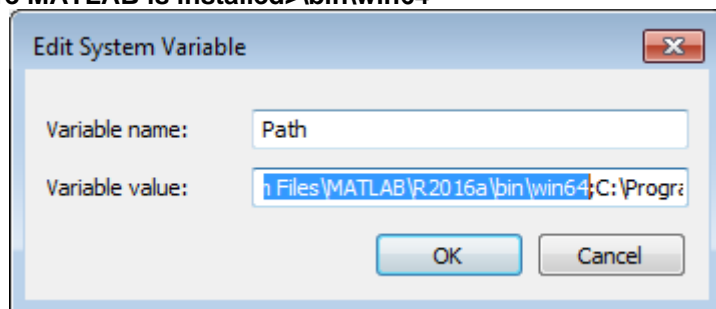 MATLAB is installed>\bin\win64
Edit System Variable
Variable name: Path
Variable value: Files\MATLAB\R2016a\bin\win64;C:\Progra
OK Cancel